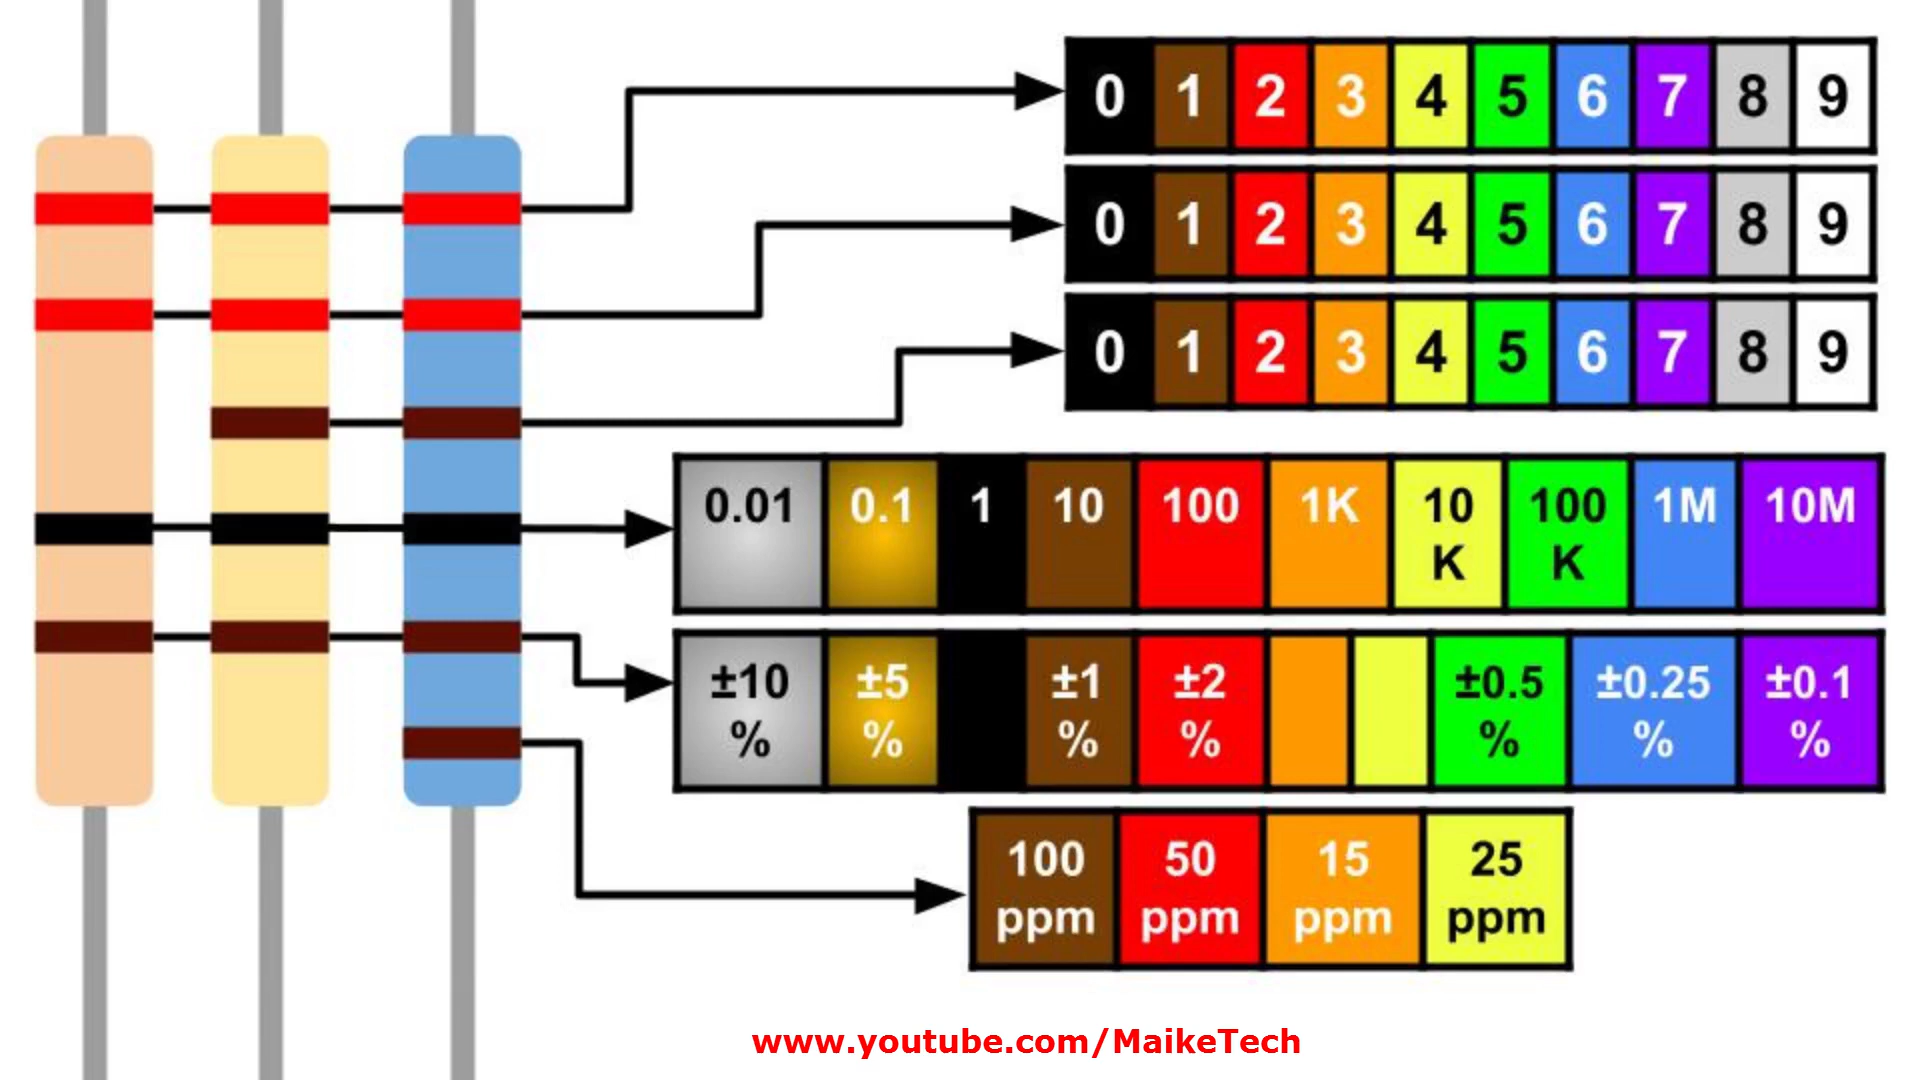 0 1 2 3 4 5 6 7 8 9
0 1 2 3 4 5 6 7 8 9
0 1 2 3 4 5 6 7 8 9
0.01 0.1 1 10 100 1K 10 100 1M 10M
K K
±10 ±5 ±1 ±2 ±0.5 ±0.25 ±0.1
% % % % % % %
100 50 15 25
ppm ppm ppm ppm
www.youtube.com/MaikeTech